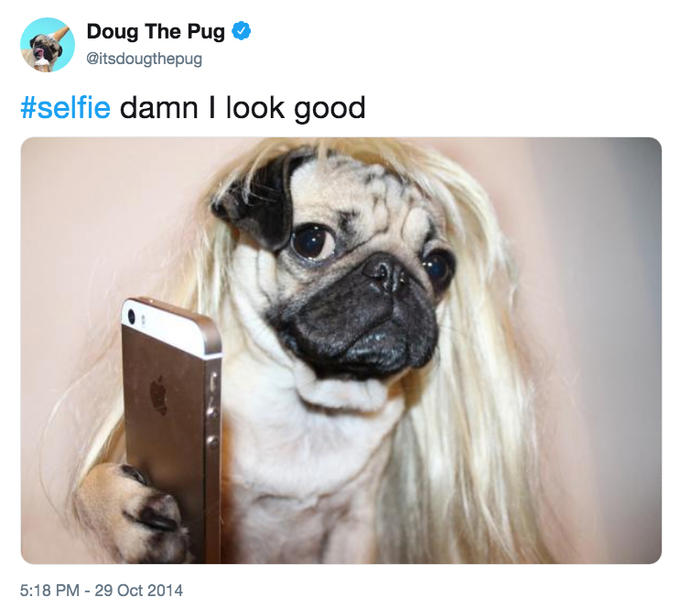 Doug The Pug
@itsdougthepug
#selfie damn I look good
5:18 PM - 29 Oct 2014